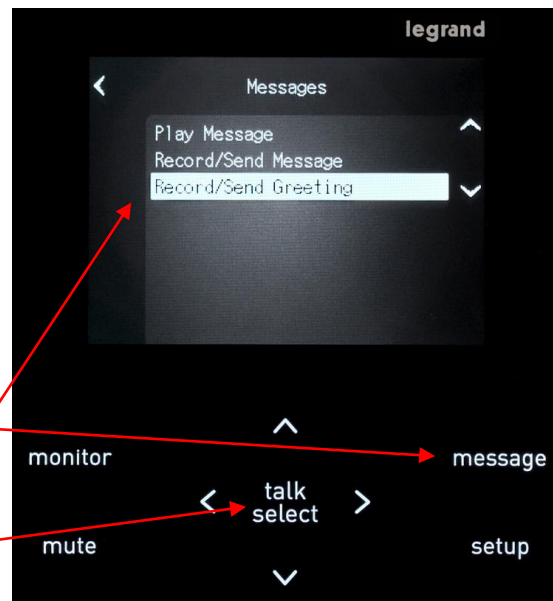 legrand
Messages
Play Message
Record/Send Message
Record/Send Greeting
monitor
message
talk
select
mute
setup